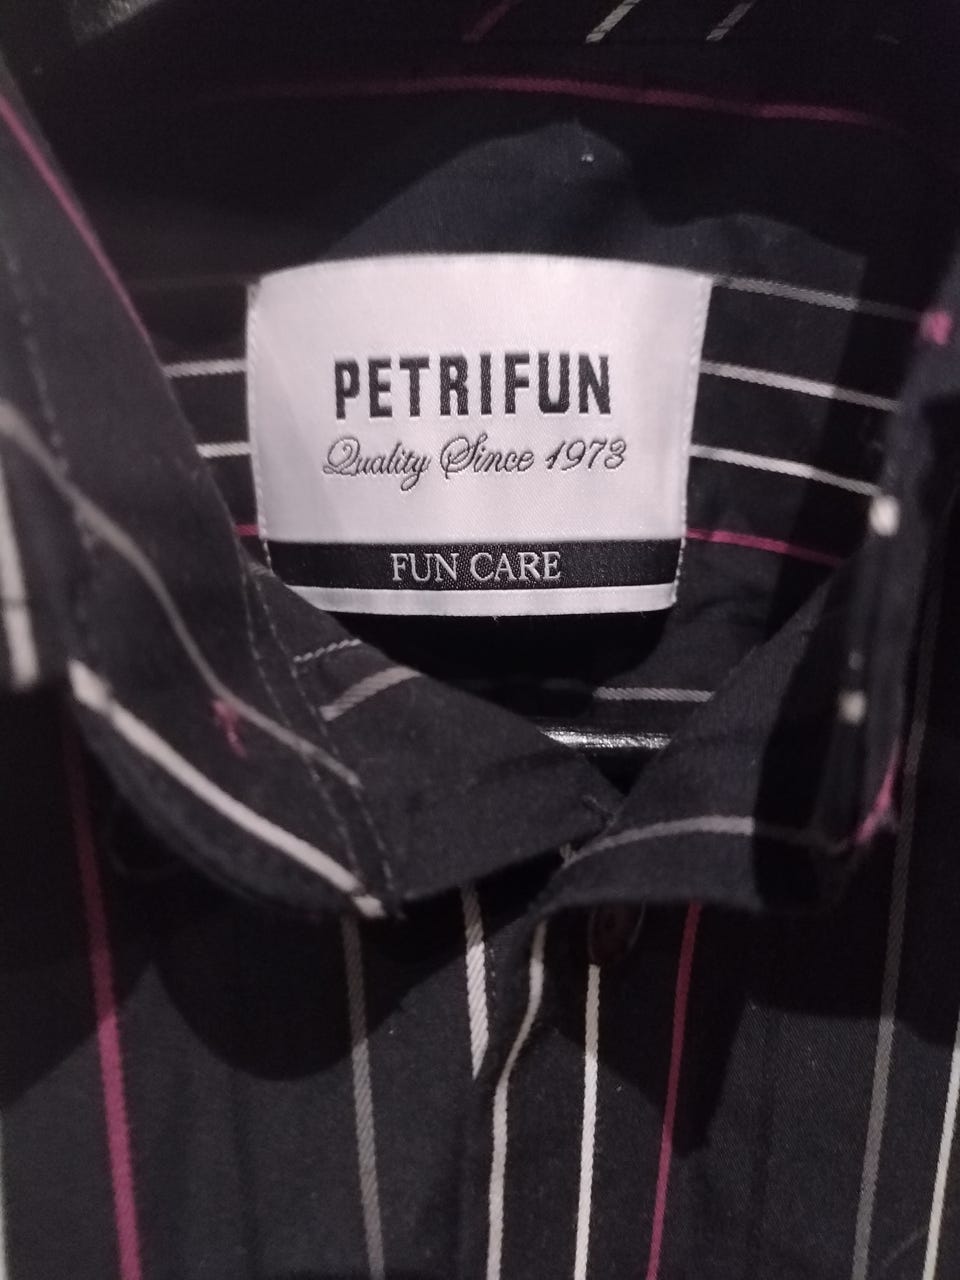 PETRIFUN
Quality Since 1973
FUN CARE